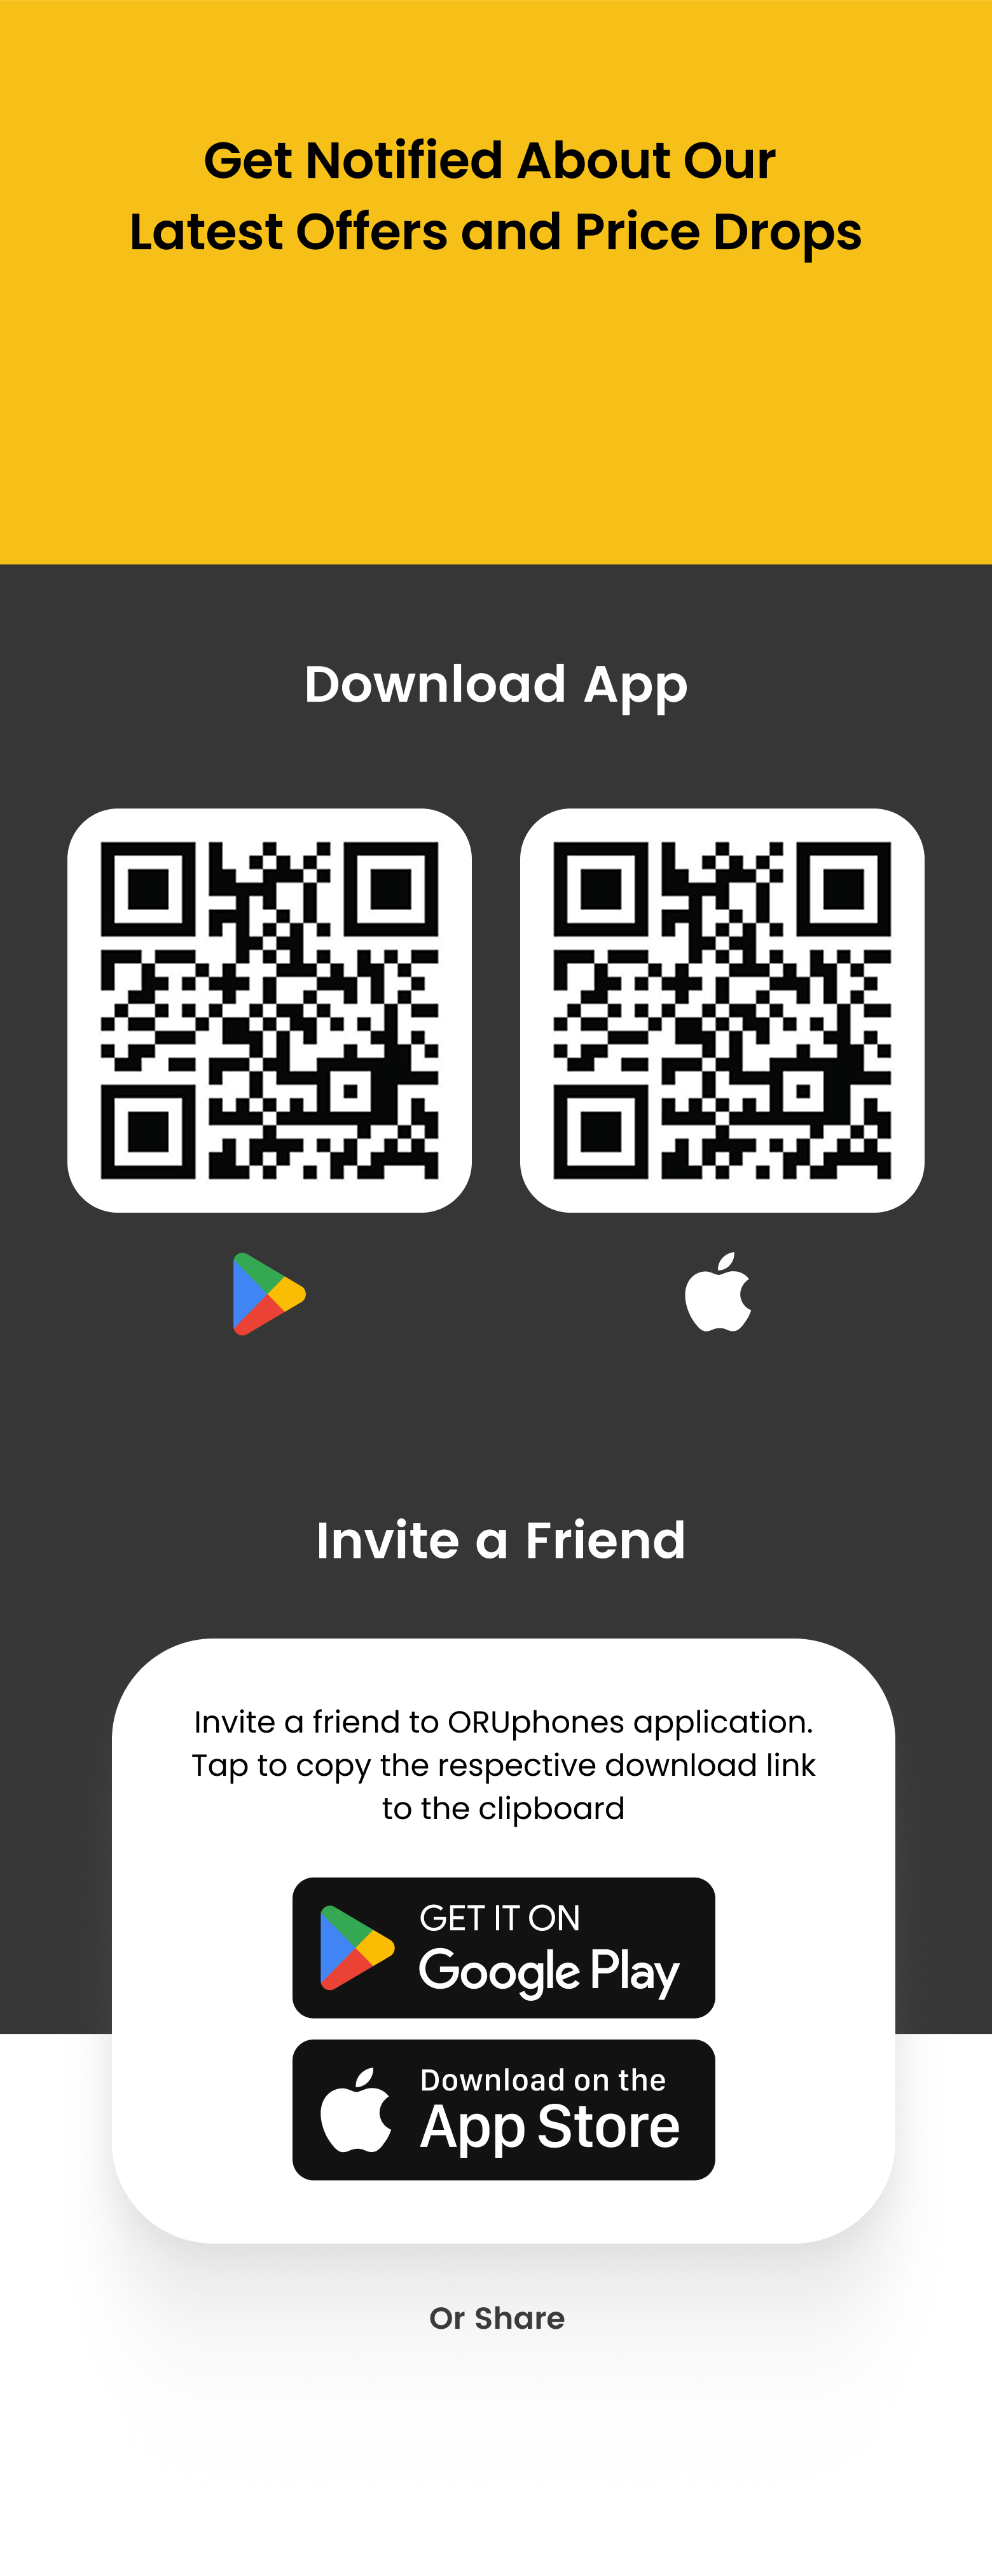 Get Notified About Our
Latest Offers and Price Drops
Download App
Invite a Friend
Invite a friend to ORUphones application.
Tap to copy the respective download link
to the clipboard
GET IT ON
Google Play
Download on the
App Store
Or Share